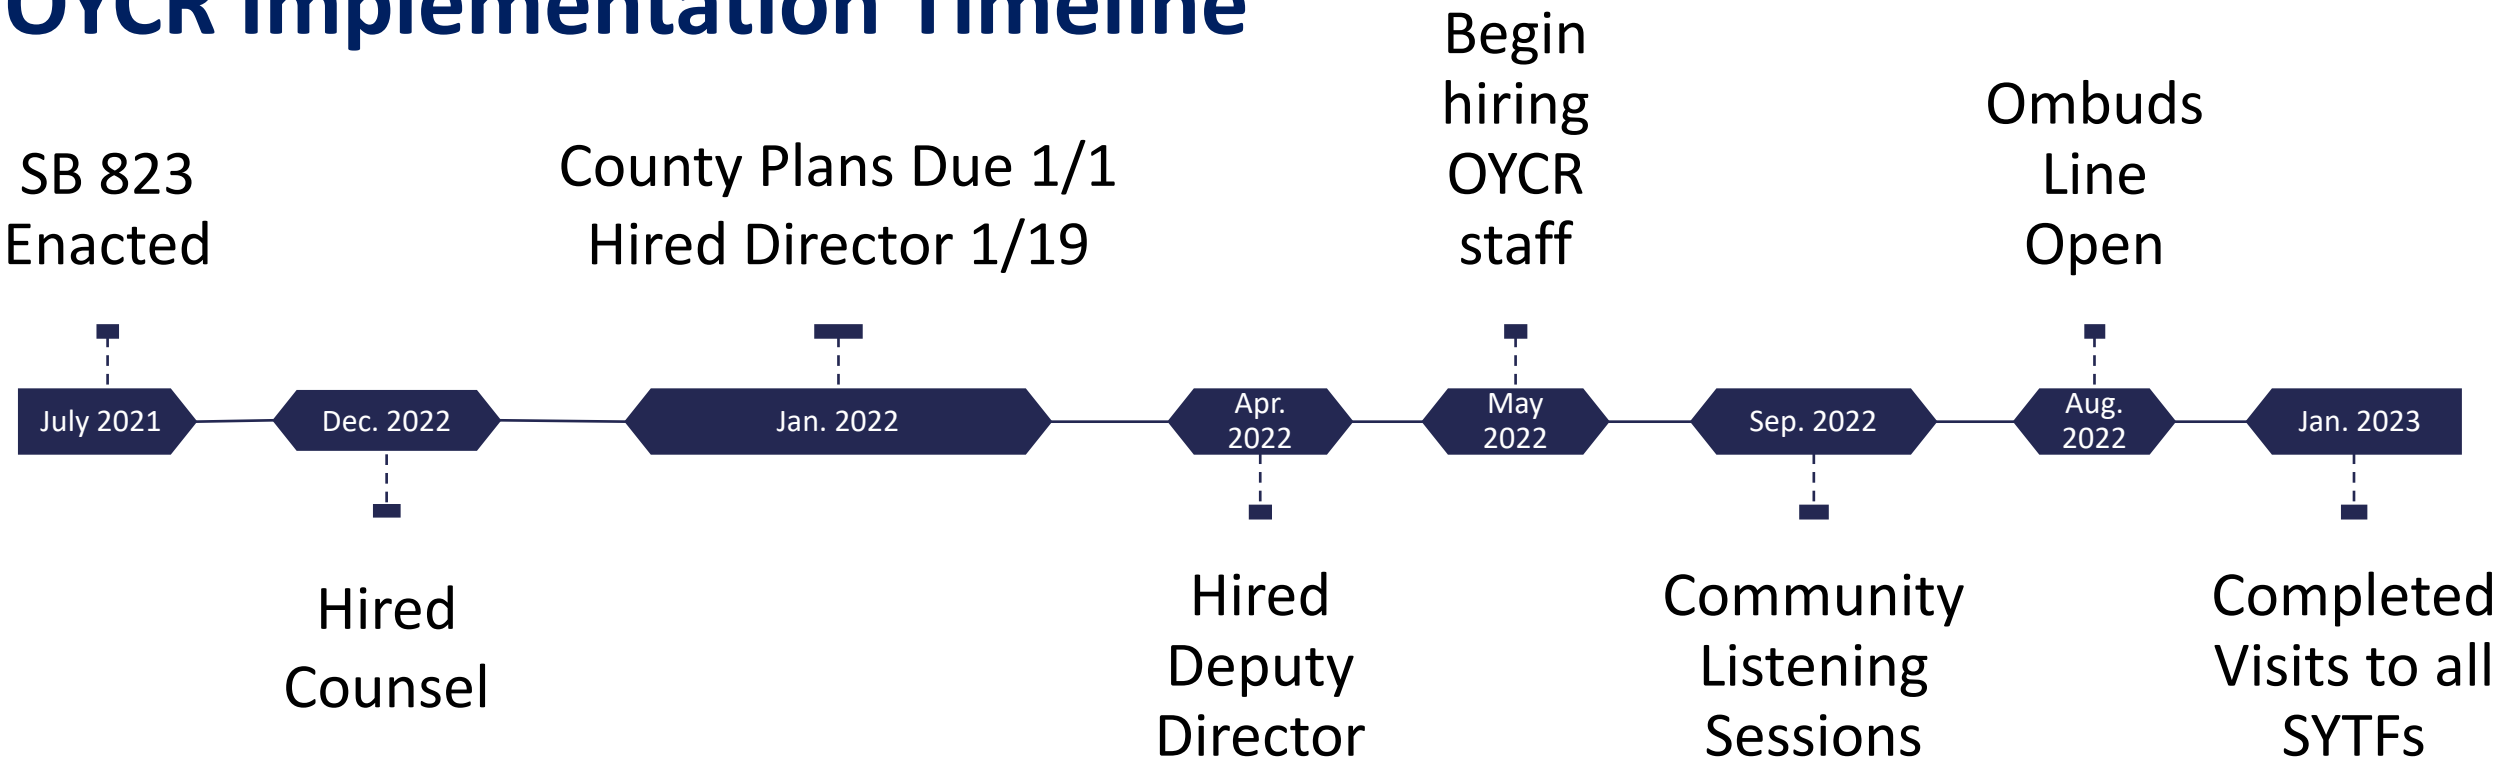 OYCR Implementation Timeline
SB 823
Enacted
County Plans Due 1/1
Hired Director 1/19
Begin
hiring
OYCR
staff
Ombuds
Line
Open
July 2021
Dec. 2022
Jan. 2022
Apr.
2022
May
2022
Sep. 2022
Aug.
2022
Jan. 2023
Hired
Counsel
Hired
Deputy
Director
Community
Listening
Sessions
Completed
Visits to all
SYTFs